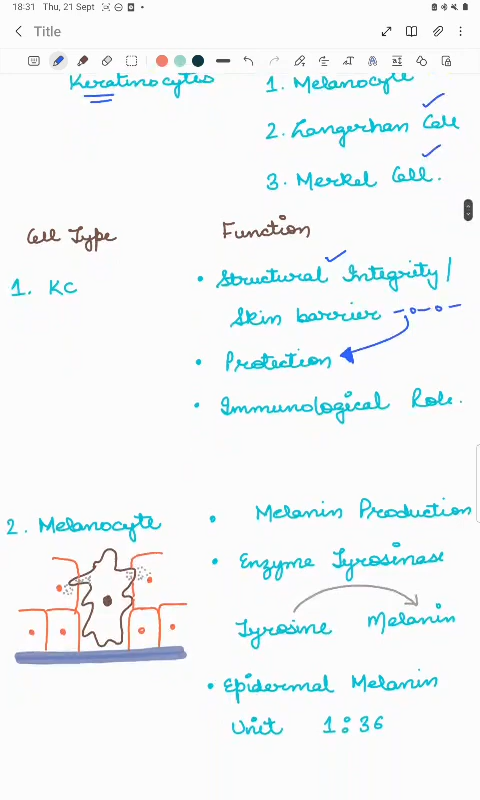 18:31 Thu, 21 Sept
Title
Keratinocytes
1. Melanocyte
2. Langerhan Cell
3. Merkel Cell.
Cell Type
Function
1. KC
• Structural Integrity/
Skin barrier
• Protection
• Immunological Role.
2. Melanocyte
• Melanin Production
• Enzyme Tyrosinase
Tyrosine Melanin
• Epidermal Melanin
Unit 1:36